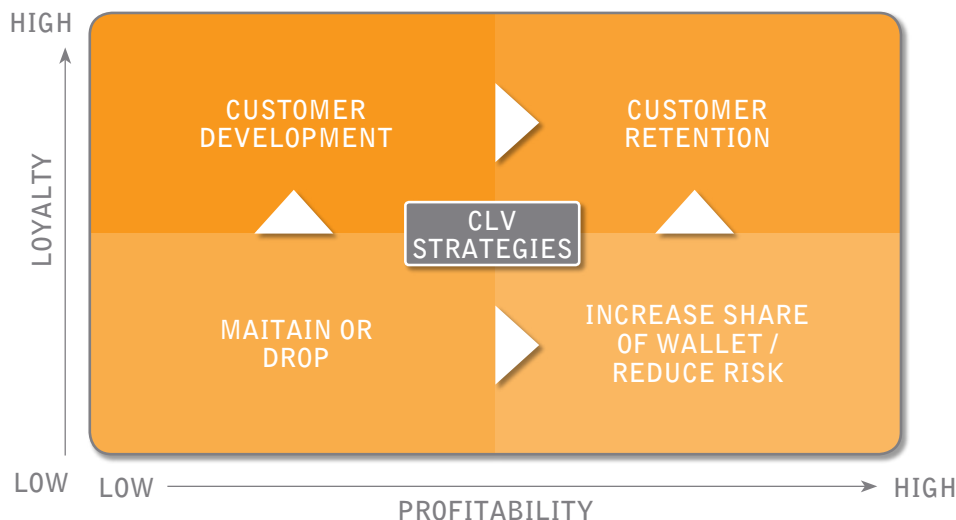 HIGH
CUSTOMER
DEVELOPMENT
CUSTOMER
RETENTION
LOYALTY
CLV
STRATEGIES
MAITAIN OR
DROP
INCREASE SHARE
OF WALLET /
REDUCE RISK
LOW
LOW
HIGH
PROFITABILITY